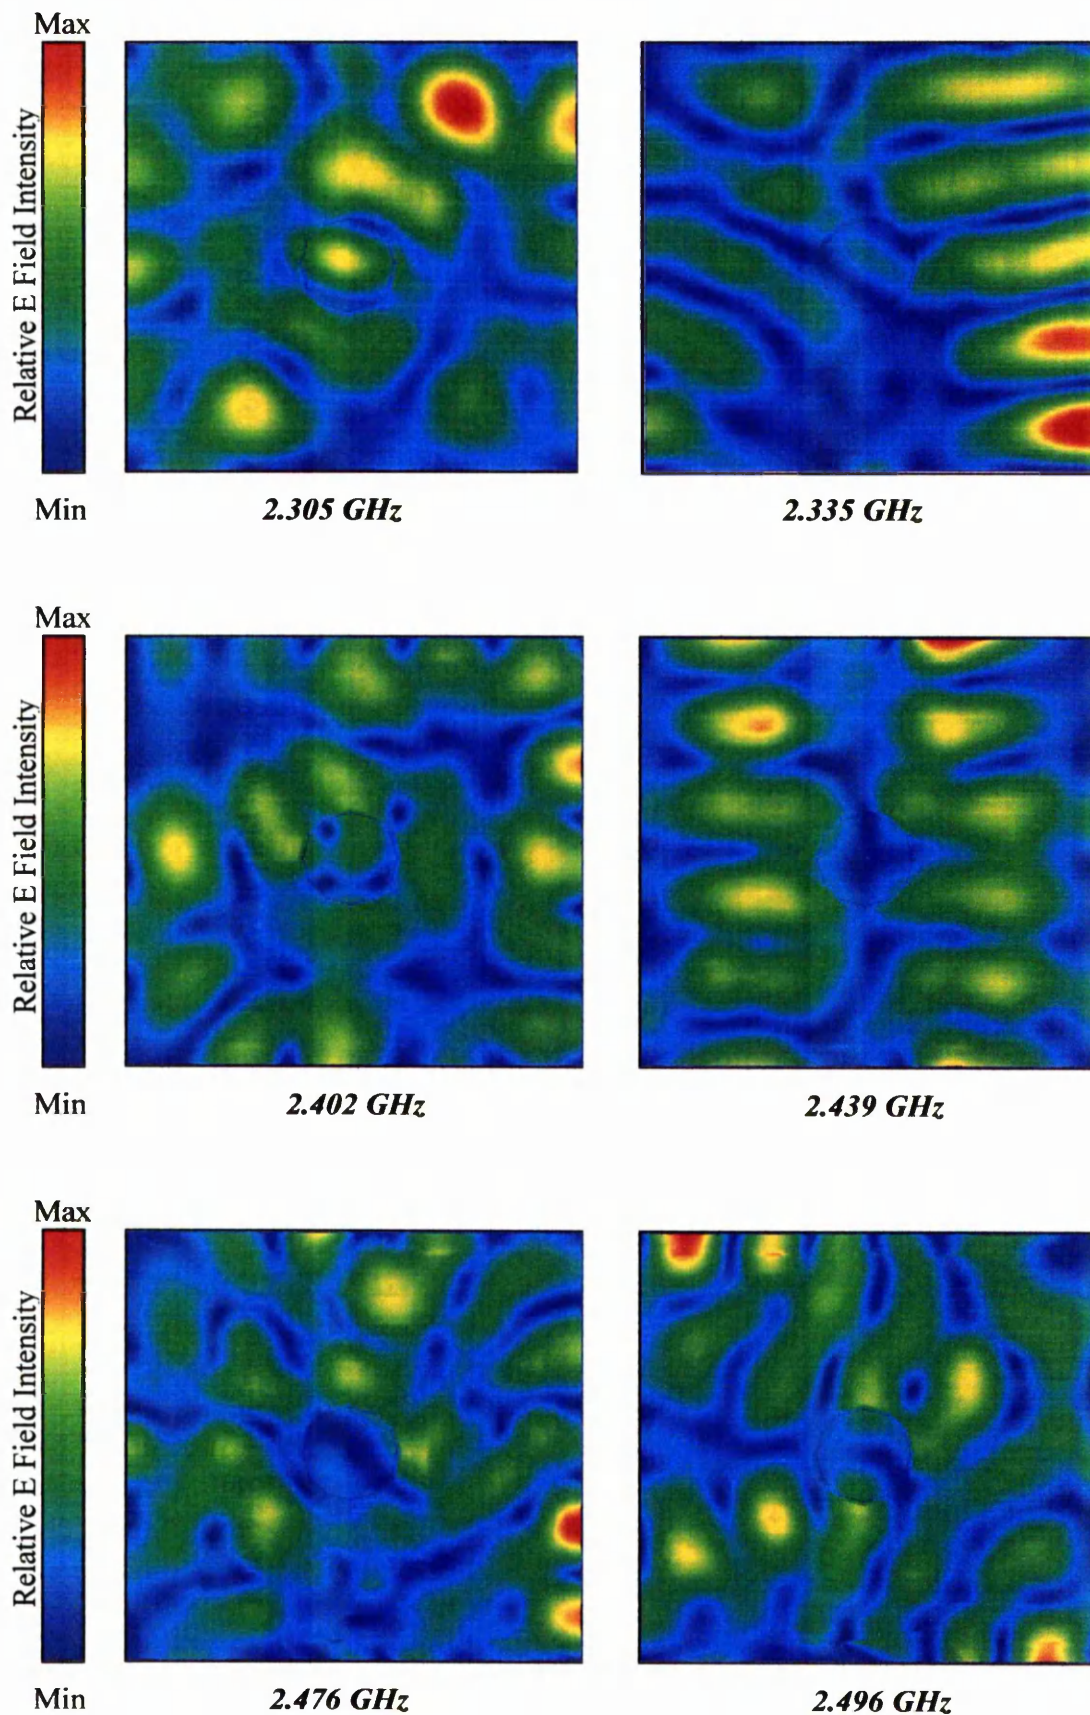 Max
Relative E Field Intensity
Min
2.305 GHz
2.335 GHz
Max
Relative E Field Intensity
Min
2.402 GHz
2.439 GHz
Max
Relative E Field Intensity
Min
2.476 GHz
2.496 GHz